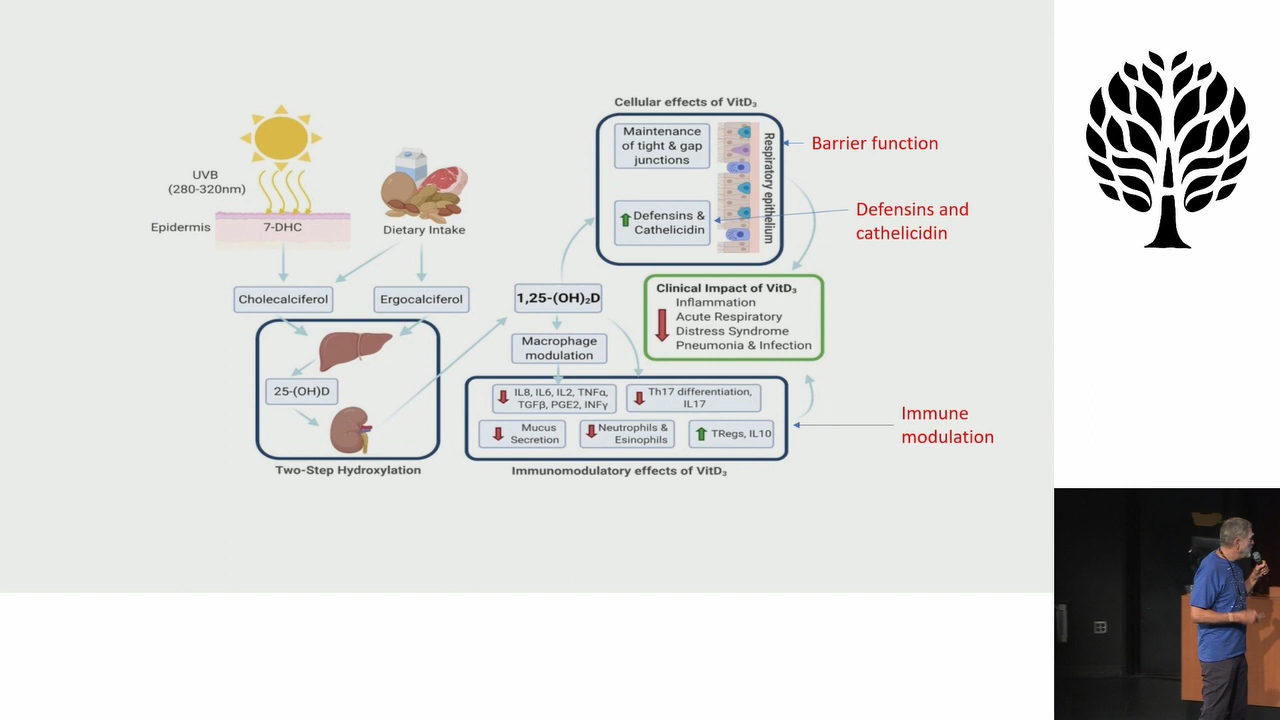 Cellular effects of VitD₃
Maintenance
of tight & gap
junctions
Respiratory epithelium
Barrier function
Defensins &
Cathelicidin
Defensins and
cathelicidin
UVB
(280-320nm)
Epidermis
7-DHC
Dietary Intake
Cholecalciferol
Ergocalciferol
1,25-(OH)₂D
Clinical Impact of VitD₃
Inflammation
Acute Respiratory
Distress Syndrome
Pneumonia & Infection
Macrophage
modulation
25-(OH)D
Two-Step Hydroxylation
IL8, IL6, IL2, TNFα,
TGFβ, PGE2, INFγ
Th17 differentiation,
IL17
Mucus
Secretion
Neutrophils &
Esinophils
TRegs, IL10
Immunomodulatory effects of VitD₃
Immune
modulation